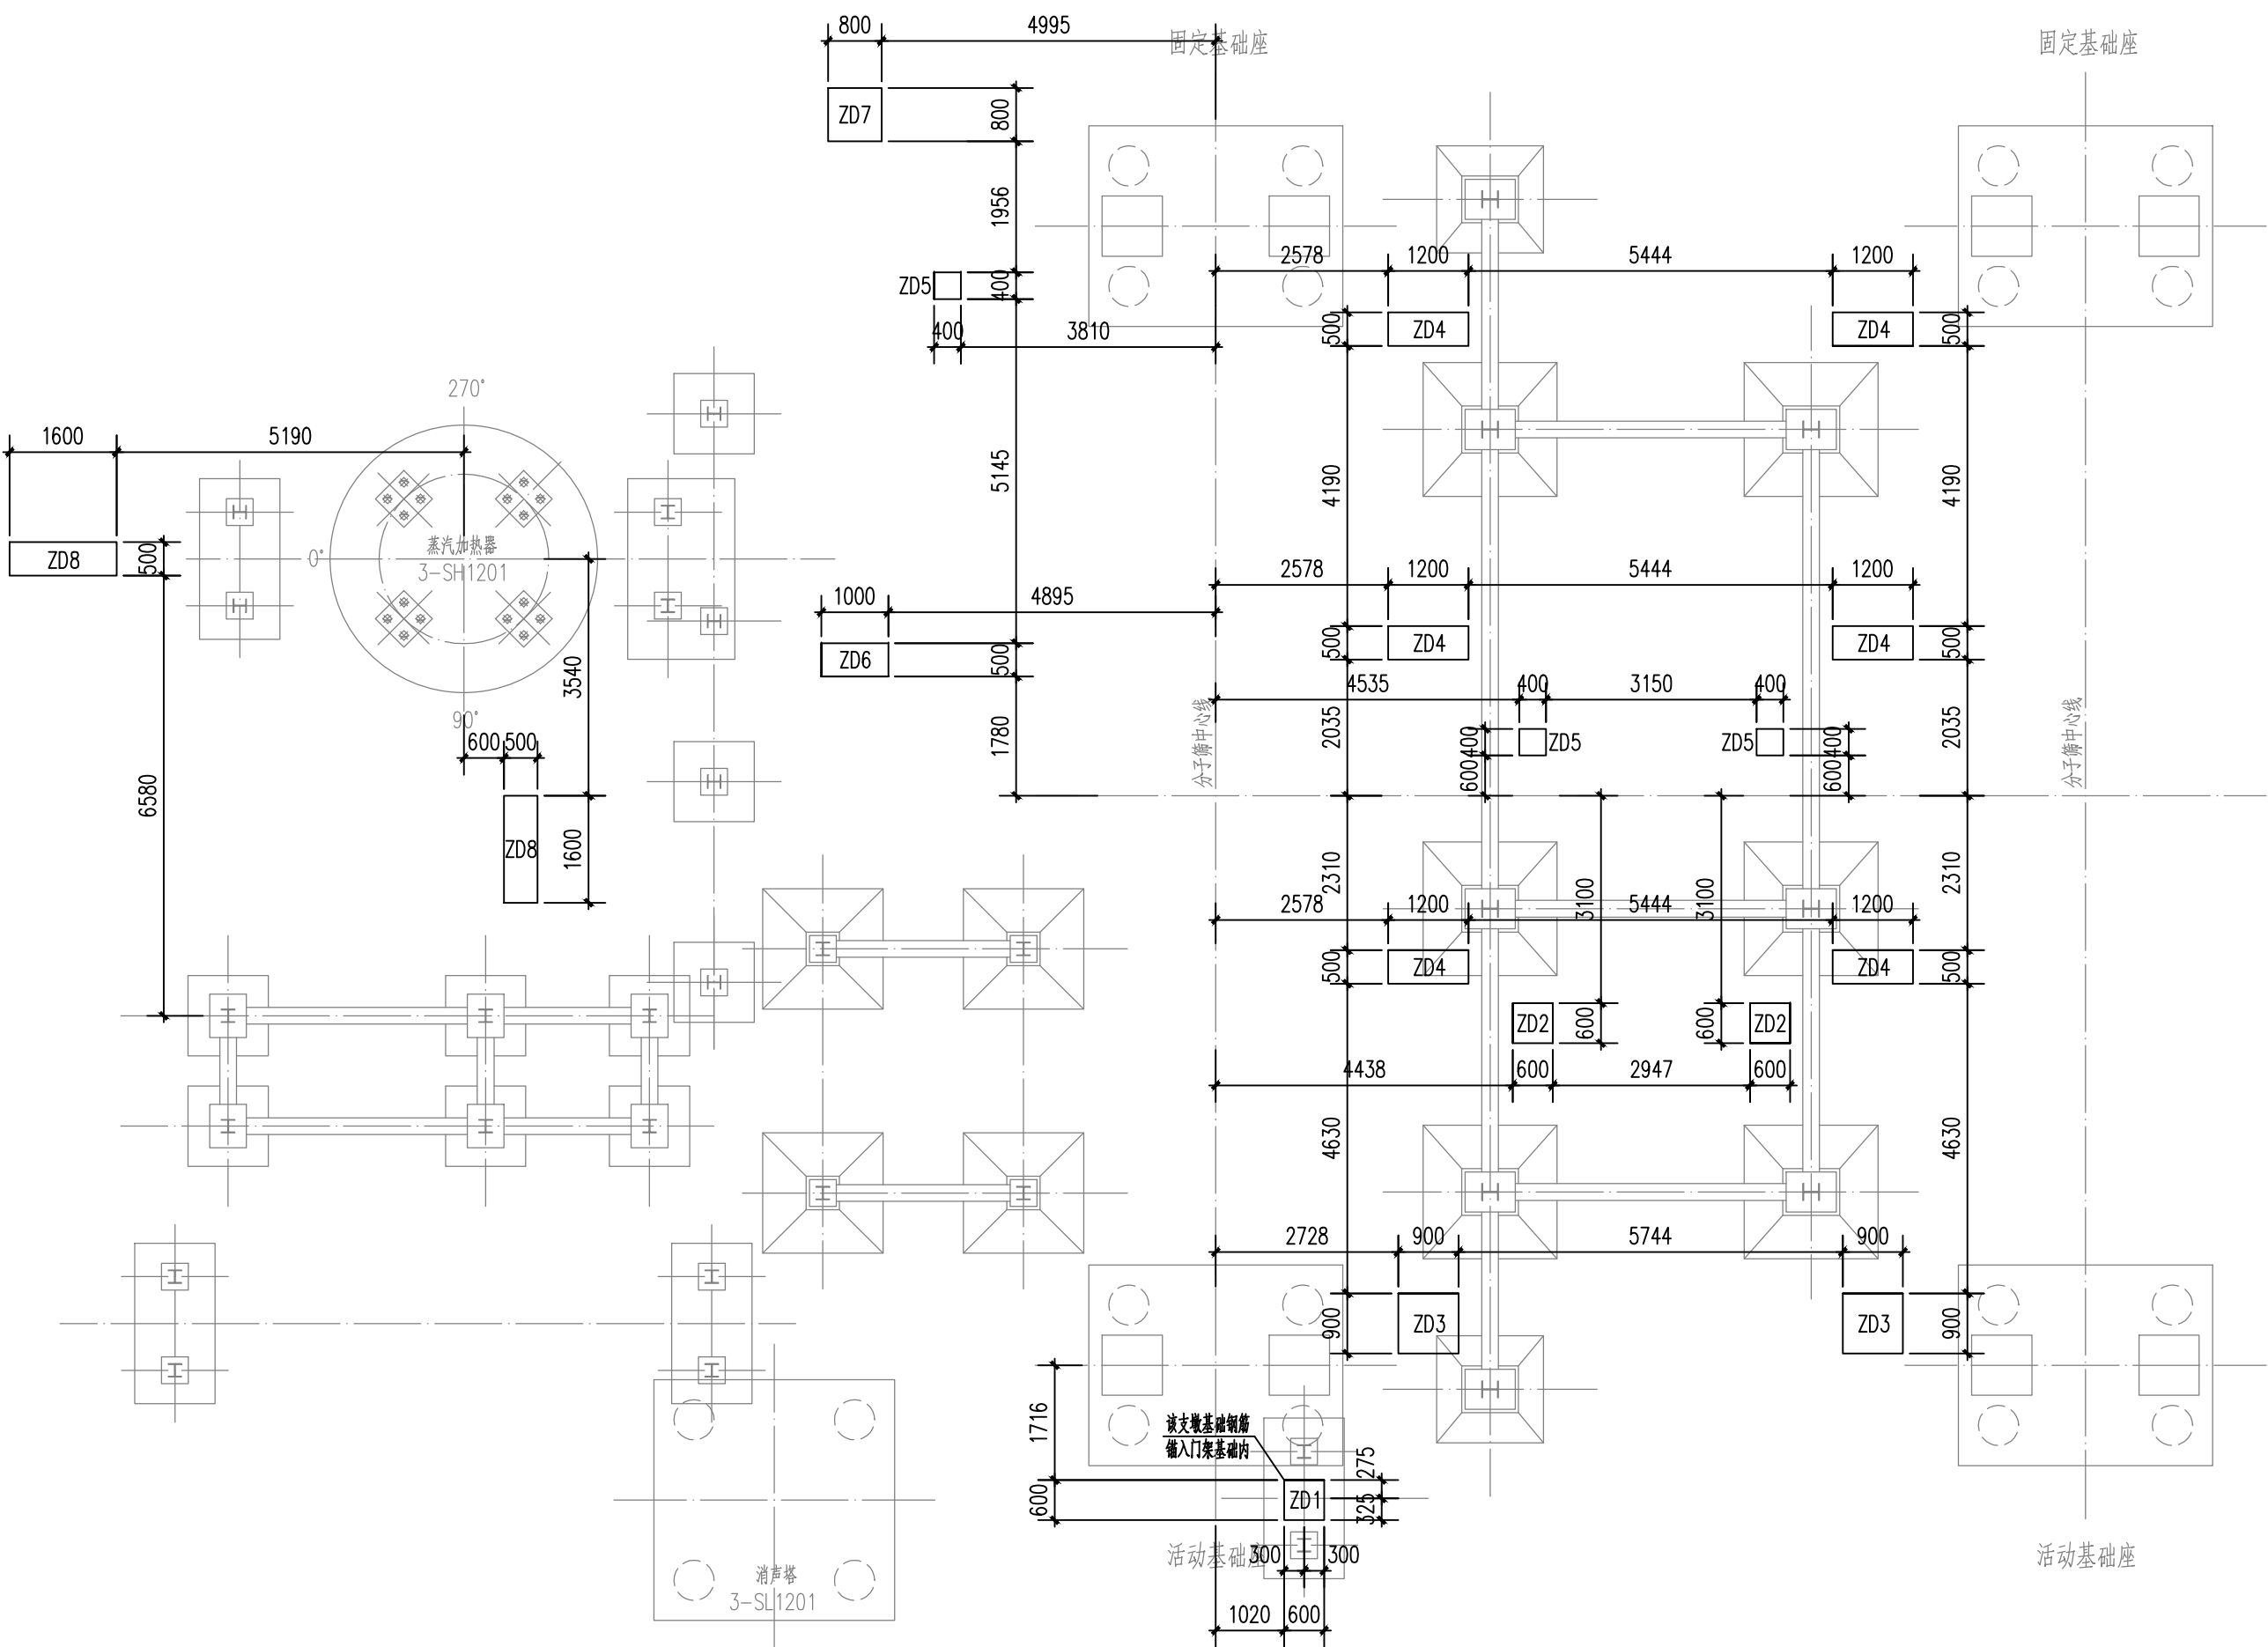 800
4995
固定基础座
固定基础座
ZD7
800
1956
2578
1200
5444
1200
ZD5
400
400
3810
500
ZD4
ZD4
500
270°
1600
5190
5145
4190
4190
ZD8
500
0°
蒸汽加热器
3-SH1201
2578
1200
5444
1200
1000
4895
ZD6
500
500
ZD4
ZD4
500
3540
4535
400
3150
400
90°
600
500
1780
分子筛中心线
2035
400
ZD5
ZD5
400
2035
分子筛中心线
600
600
6580
ZD8
1600
2310
3100
3100
2310
2578
1200
5444
1200
500
ZD4
ZD4
500
ZD2
600
600
ZD2
4438
600
2947
600
4630
4630
2728
900
5744
900
900
ZD3
ZD3
900
1716
该支墩基础钢筋
锚入门架基础内
275
600
ZD1
325
活动基础座
300
300
活动基础座
消声塔
3-SL1201
1020
600